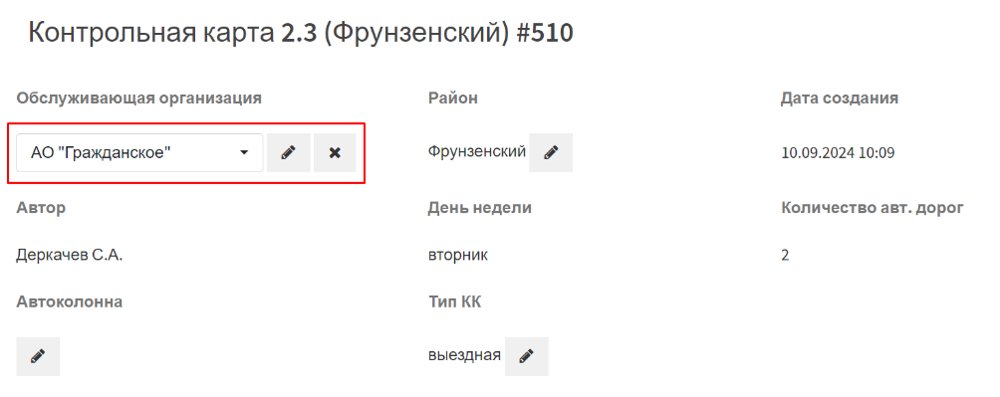 Контрольная карта 2.3 (Фрунзенский) #510
Обслуживающая организация Район Дата создания
АО "Гражданское" Фрунзенский 10.09.2024 10:09
Автор День недели Количество авт. дорог
Деркачев С.А. вторник 2
Автоколонна Тип КК
выездная